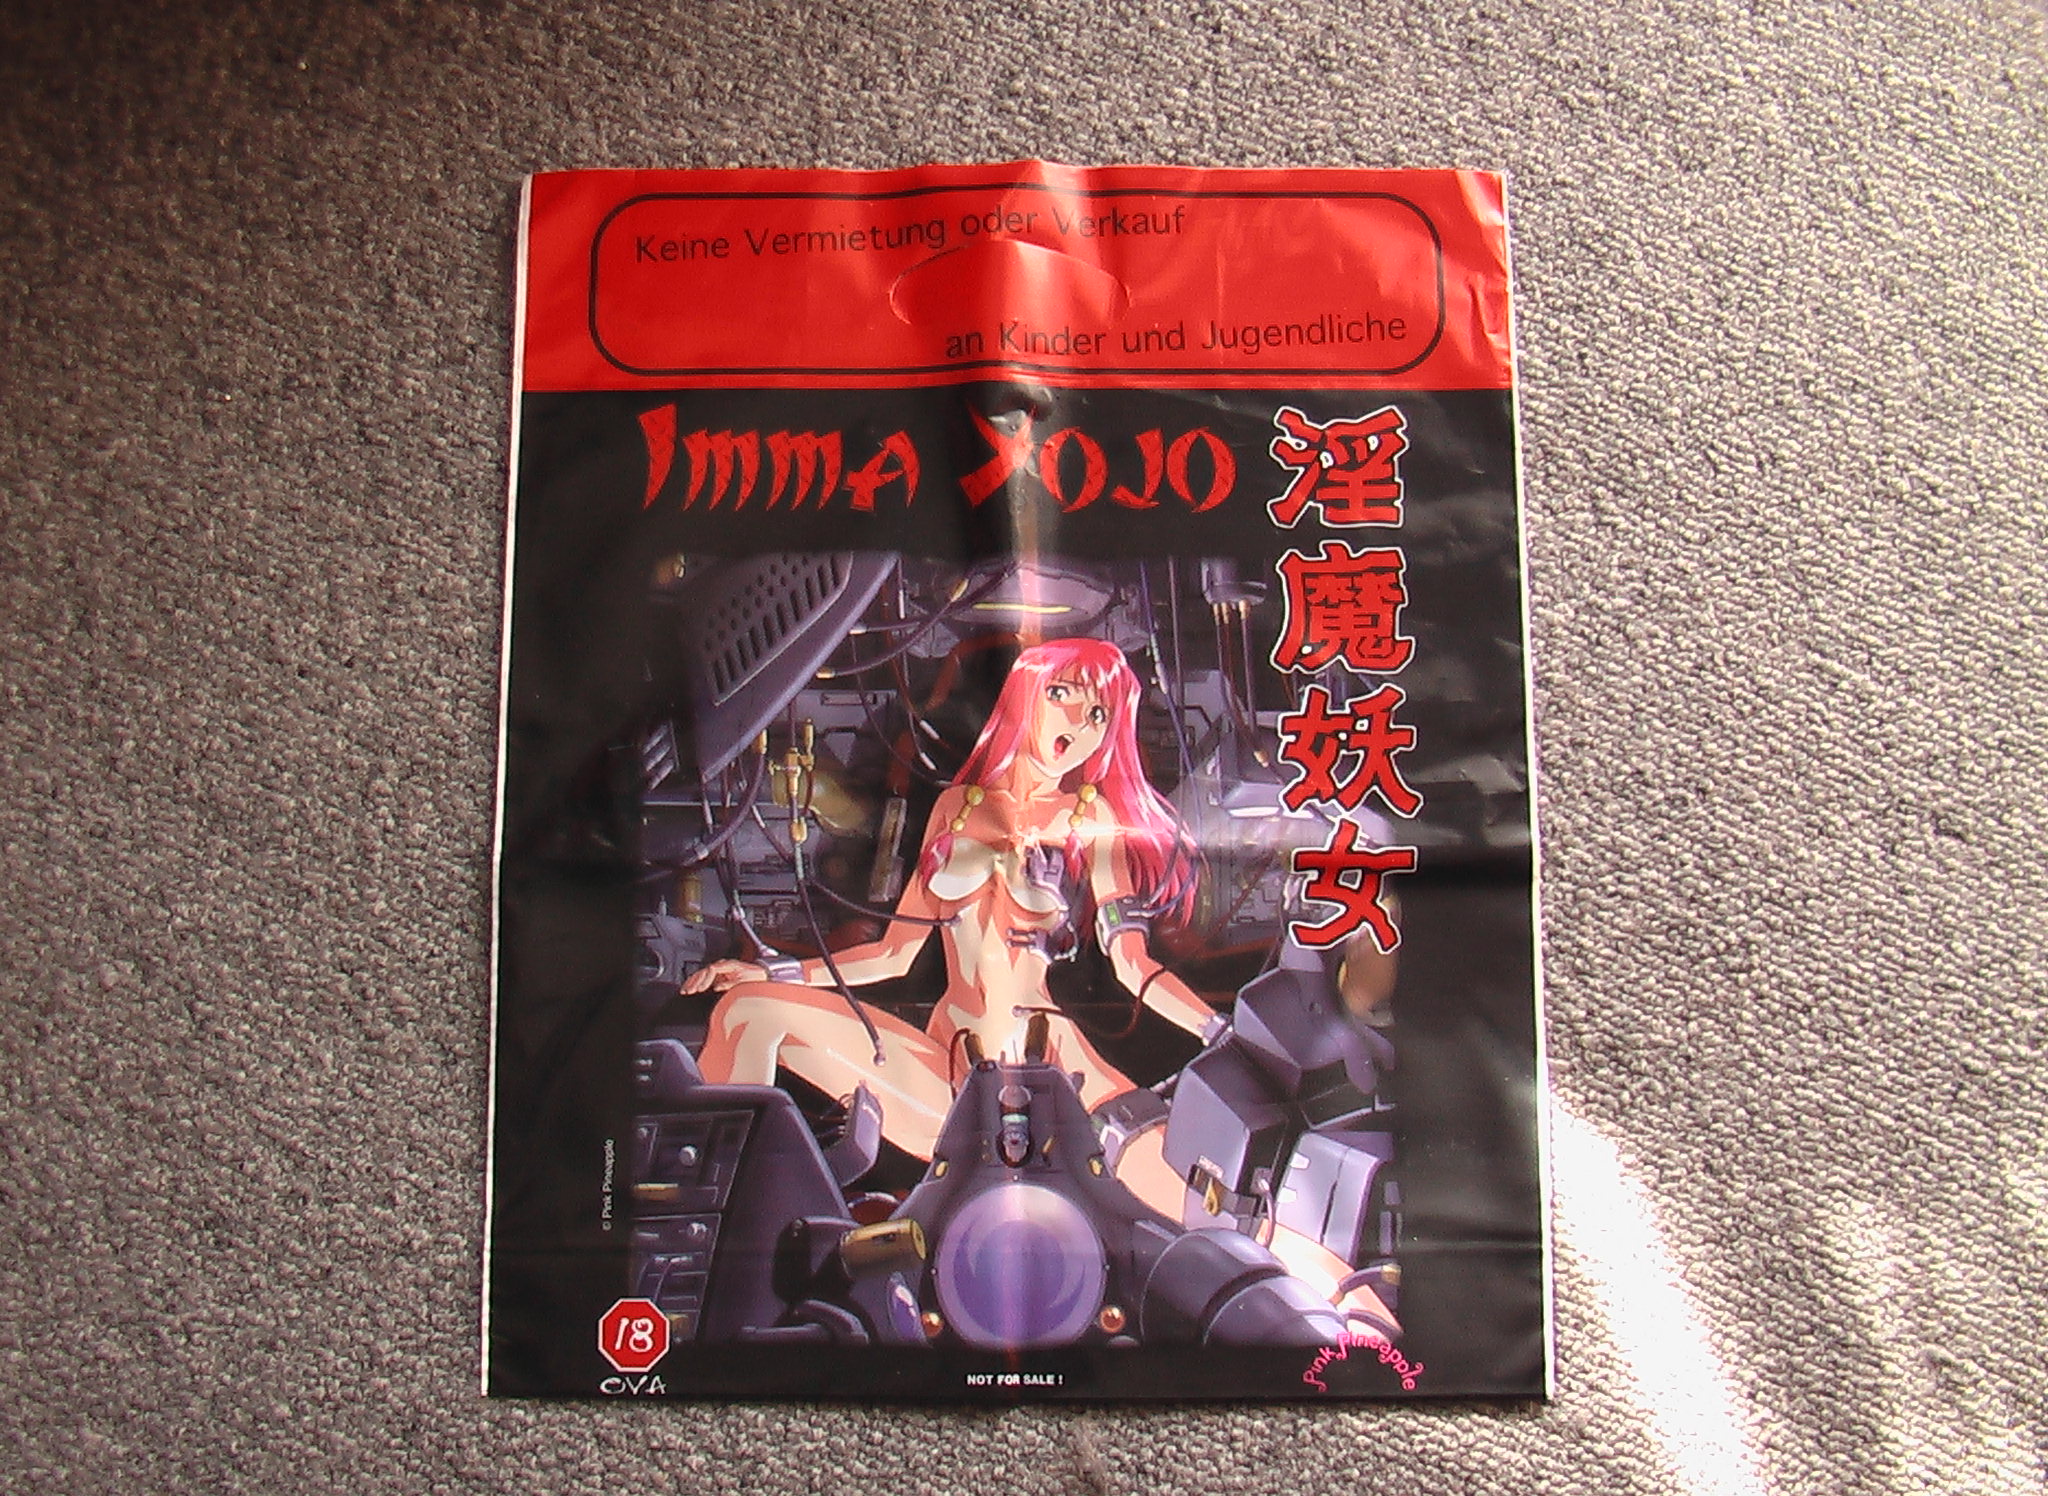 Keine Vermietung oder Verkauf
an Kinder und Jugendliche
Imma Yojo
淫魔妖女
© Pink Pineapple
18
OVA
NOT FOR SALE !
Pink Pineapple